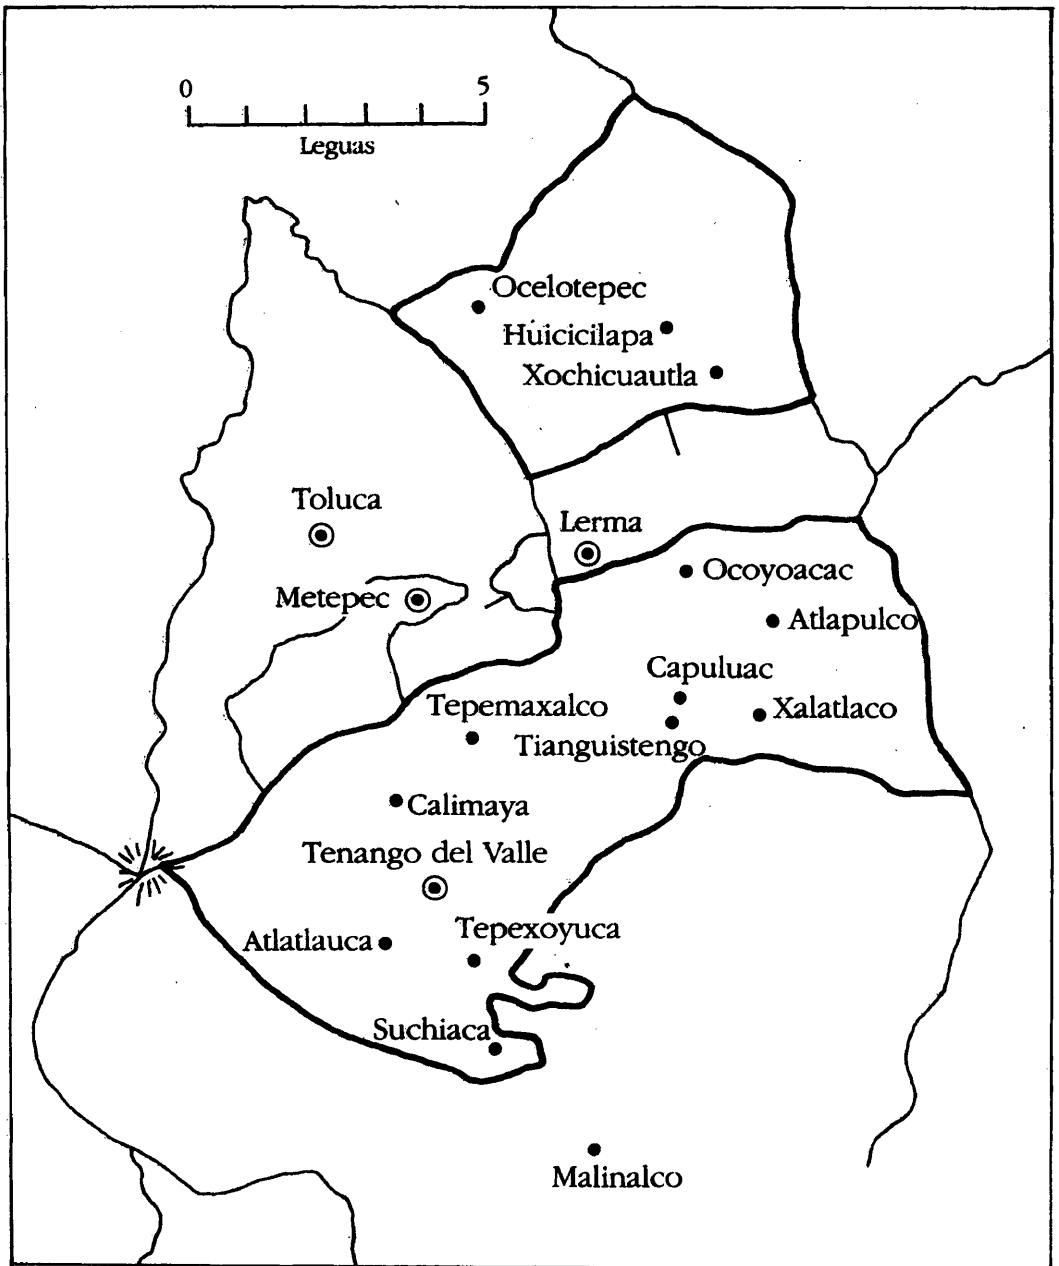 0 5
Leguas
Ocelotepec
Huicicilapa
Xochicuautla
Toluca
Lerma
Metepec
Ocoyoacac
Atlapulco
Capuluac
Tepemaxalco
Xalatlaco
Tianguistengo
Calimaya
Tenango del Valle
Tepexoyuca
Atlatlauca
Suchiaca
Malinalco